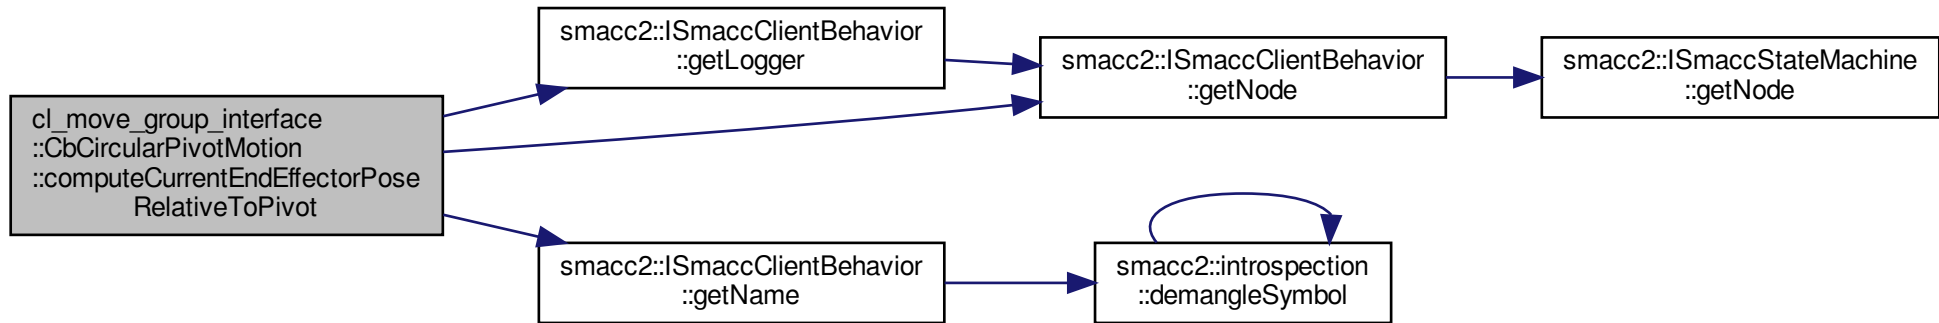 cl_move_group_interface
::CbCircularPivotMotion
::computeCurrentEndEffectorPose
RelativeToPivot
smacc2::ISmaccClientBehavior
::getLogger
smacc2::ISmaccClientBehavior
::getNode
smacc2::ISmaccStateMachine
::getNode
smacc2::ISmaccClientBehavior
::getName
smacc2::introspection
::demangleSymbol